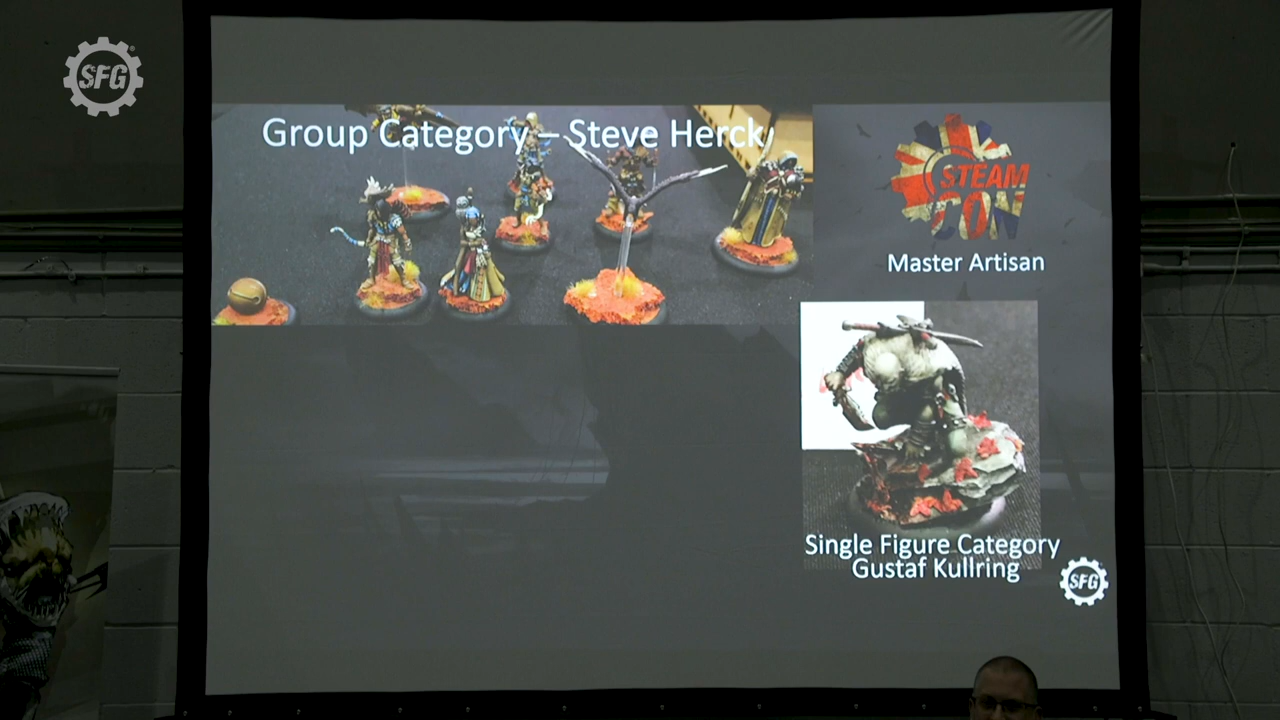 SFG
Group Category – Steve Herck
STEAM
CON
Master Artisan
Single Figure Category
Gustaf Kullring
SFG